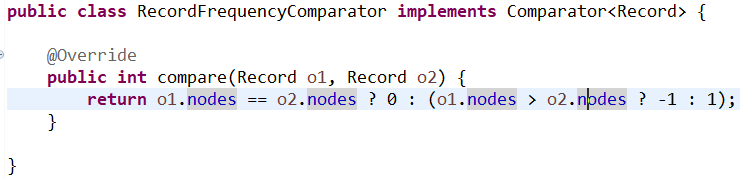 public class RecordFrequencyComparator implements Comparator<Record> {
@Override
public int compare(Record o1, Record o2) {
return o1.nodes == o2.nodes ? 0 : (o1.nodes > o2.nodes ? -1 : 1);
}
}